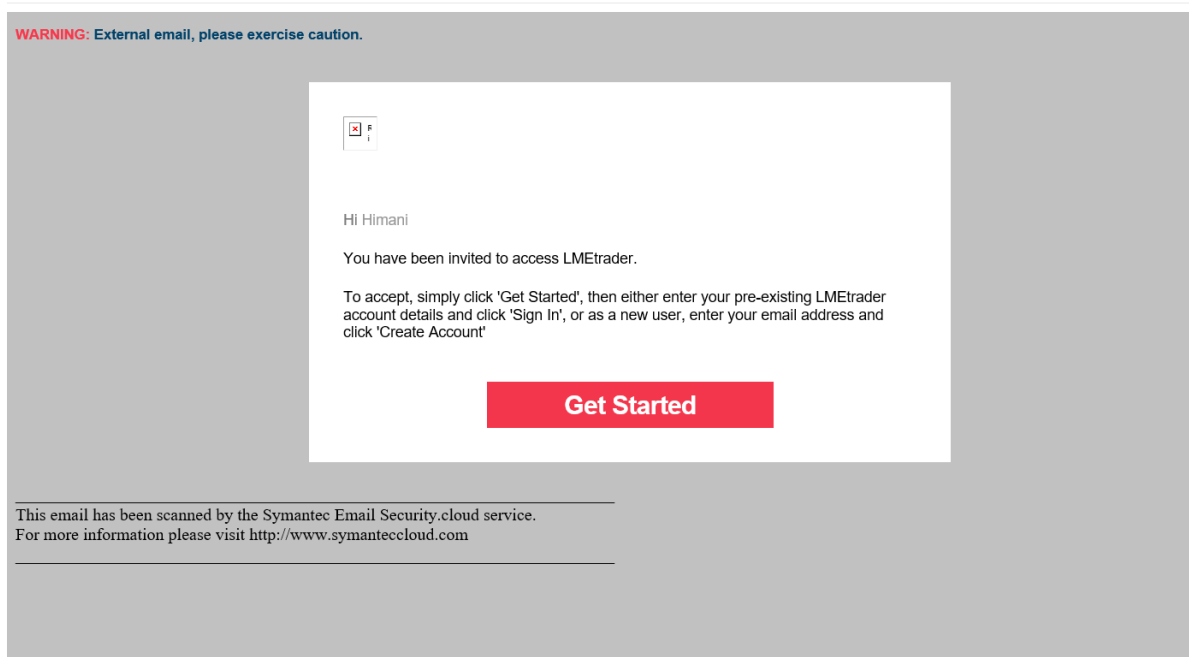 WARNING: External email, please exercise caution.
R
i
Hi Himani
You have been invited to access LMEtrader.
To accept, simply click 'Get Started', then either enter your pre-existing LMEtrader
account details and click 'Sign In', or as a new user, enter your email address and
click 'Create Account'
Get Started
This email has been scanned by the Symantec Email Security.cloud service.
For more information please visit http://www.symanteccloud.com